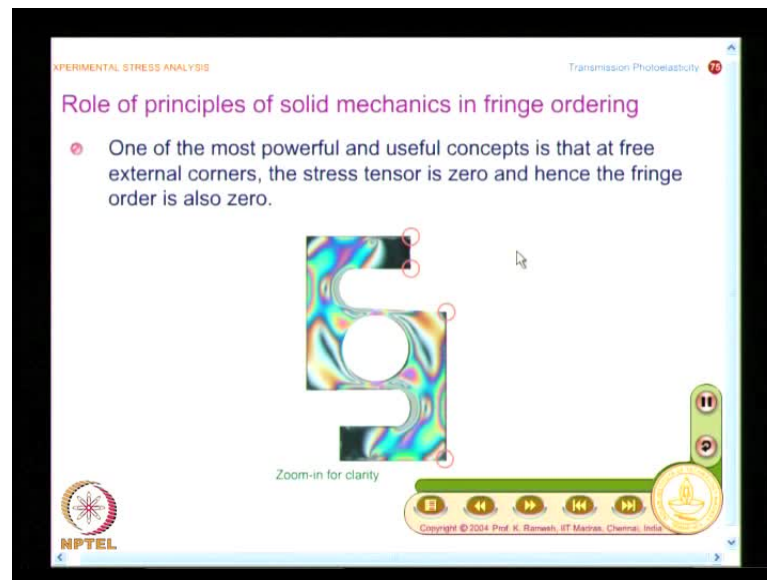 XPERIMENTAL STRESS ANALYSIS
Transmission Photoelasticity 75
Role of principles of solid mechanics in fringe ordering
One of the most powerful and useful concepts is that at free
external corners, the stress tensor is zero and hence the fringe
order is also zero.
Zoom-in for clarity
Copyright © 2004 Prof. K. Ramesh, IIT Madras, Chennai, India
NPTEL